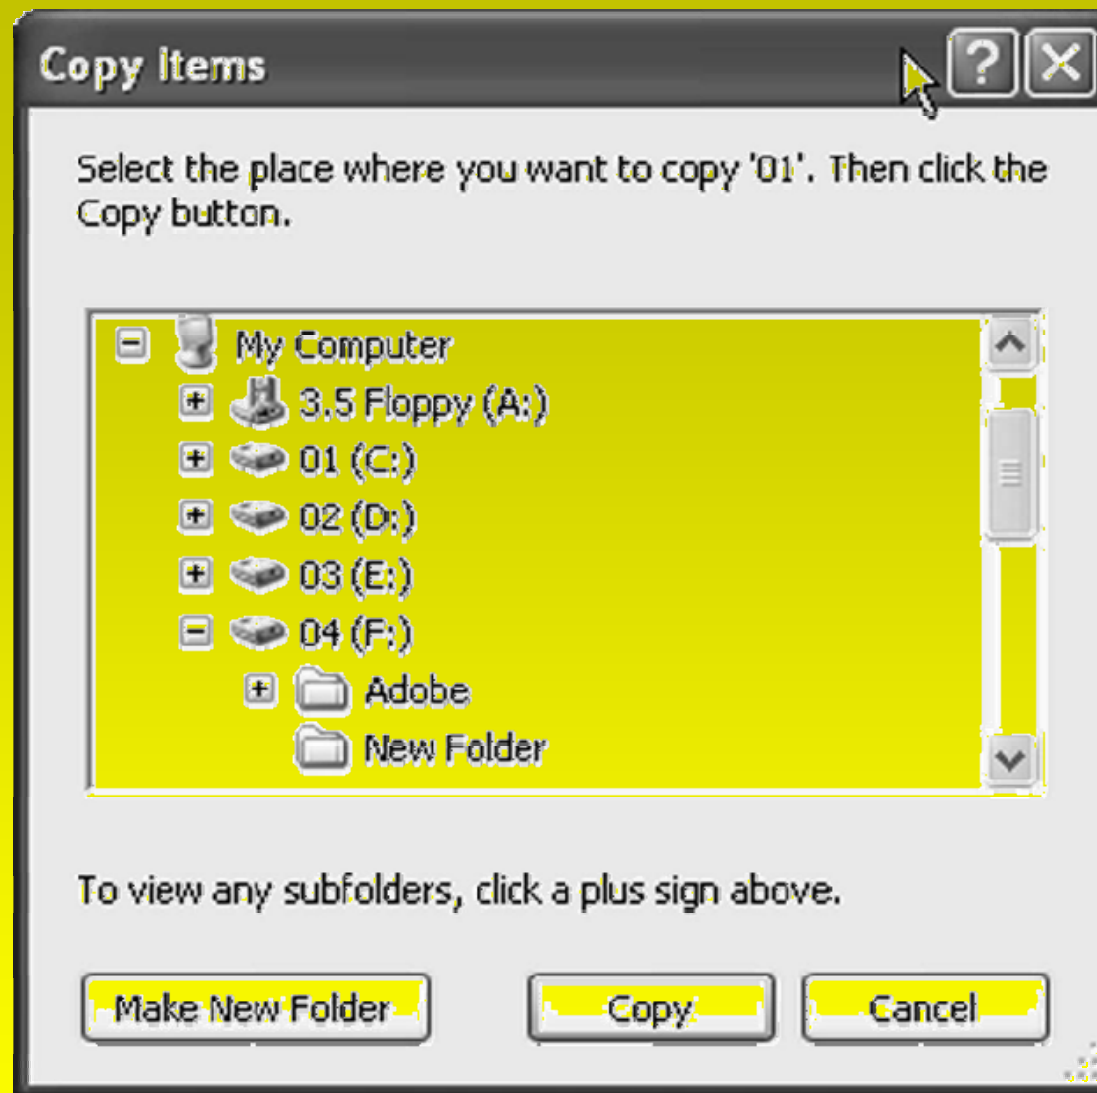 Copy Items
Select the place where you want to copy '01'. Then click the
Copy button.
My Computer
3.5 Floppy (A:)
01 (C:)
02 (D:)
03 (E:)
04 (F:)
Adobe
New Folder
To view any subfolders, click a plus sign above.
Make New Folder Copy Cancel